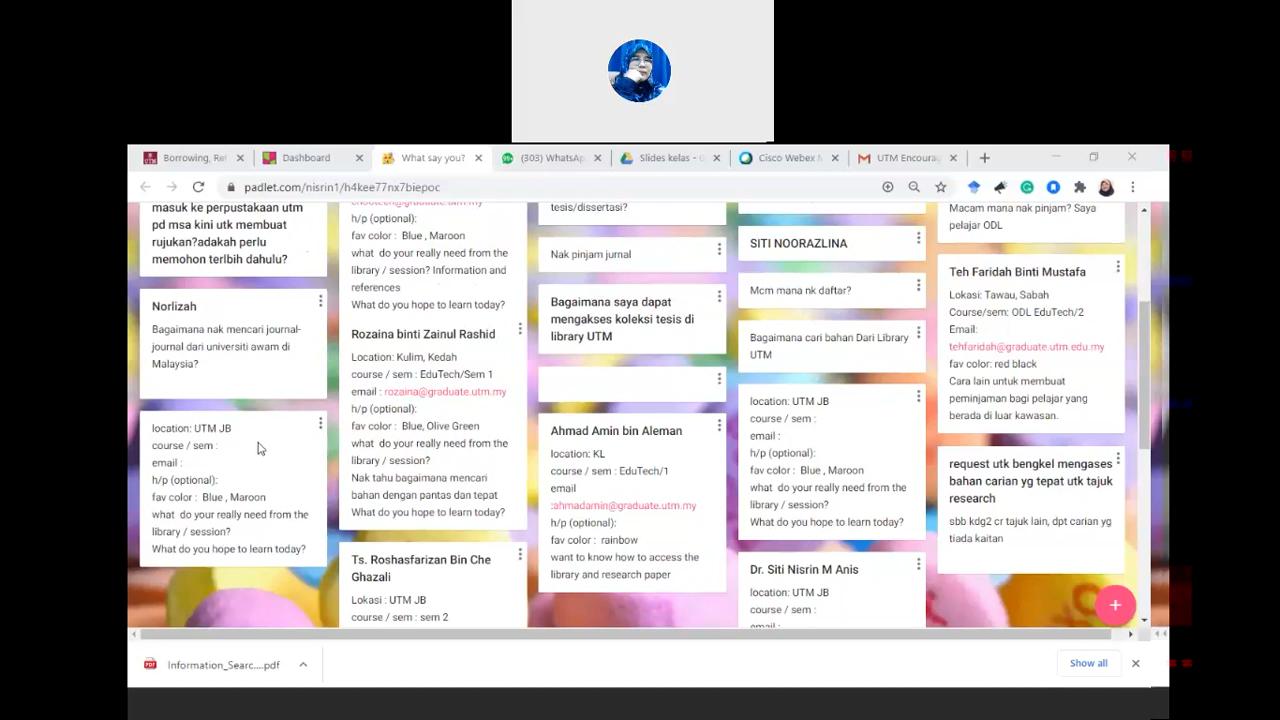 Borrowing, Re
Dashboard
What say you?
(303) WhatsAp
Slides kelas - G
Cisco Webex M
UTM Encourag
padlet.com/nisrin1/h4kee77nx7biepoc
masuk ke perpustakaan utm
pd msa kini utk membuat
rujukan?adakah perlu
memohon terlbih dahulu?
Norlizah
Bagaimana nak mencari journal-
journal dari universiti awam di
Malaysia?
location: UTM JB
course / sem :
email :
h/p (optional):
fav color : Blue , Maroon
what do your really need from the
library / session?
What do you hope to learn today?
h/p (optional):
fav color : Blue , Maroon
what do your really need from the
library / session? Information and
references
What do you hope to learn today?
Rozaina binti Zainul Rashid
Location: Kulim, Kedah
course / sem : EduTech/Sem 1
email : rozaina@graduate.utm.my
h/p (optional):
fav color : Blue, Olive Green
what do your really need from the
library / session?
Nak tahu bagaimana mencari
bahan dengan pantas dan tepat
What do you hope to learn today?
Ts. Roshasfarizan Bin Che
Ghazali
Lokasi : UTM JB
course / sem : sem 2
tesis/dissertasi?
Nak pinjam jurnal
Bagaimana saya dapat
mengakses koleksi tesis di
library UTM
Ahmad Amin bin Aleman
location: KL
course / sem : EduTech/1
email
:ahmadamin@graduate.utm.my
h/p (optional):
fav color : rainbow
want to know how to access the
library and research paper
SITI NOORAZLINA
Mcm mana nk daftar?
Bagaimana cari bahan Dari Library
UTM
location: UTM JB
course / sem :
email :
h/p (optional):
fav color : Blue , Maroon
what do your really need from the
library / session?
What do you hope to learn today?
Dr. Siti Nisrin M Anis
location: UTM JB
course / sem :
email :
Macam mana nak pinjam? Saya
pelajar ODL
Teh Faridah Binti Mustafa
Lokasi: Tawau, Sabah
Course/sem: ODL EduTech/2
Email:
tehfaridah@graduate.utm.edu.my
fav color: red black
Cara lain untuk membuat
peminjaman bagi pelajar yang
berada di luar kawasan.
request utk bengkel mengases
bahan carian yg tepat utk tajuk
research
sbb kdg2 cr tajuk lain, dpt carian yg
tiada kaitan
Information_Searc....pdf
Show all